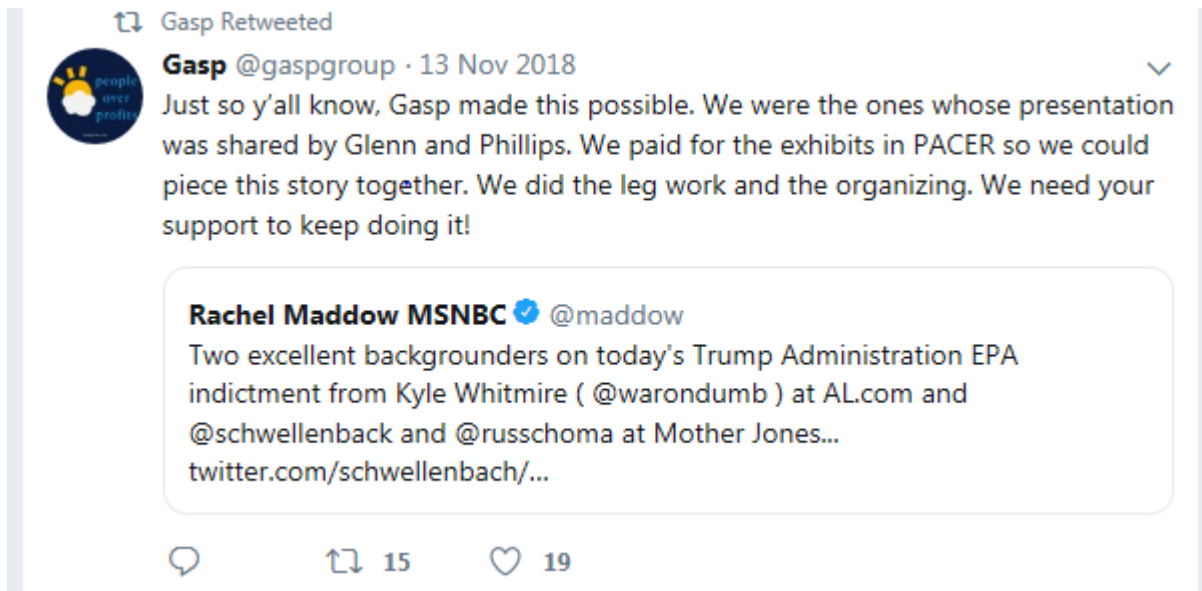 Gasp Retweeted
Gasp @gaspgroup · 13 Nov 2018
people
over
profits
Just so y’all know, Gasp made this possible. We were the ones whose presentation
was shared by Glenn and Phillips. We paid for the exhibits in PACER so we could
piece this story together. We did the leg work and the organizing. We need your
support to keep doing it!
Rachel Maddow MSNBC @maddow
Two excellent backgrounders on today's Trump Administration EPA
indictment from Kyle Whitmire ( @warondumb ) at AL.com and
@schwellenback and @russchoma at Mother Jones...
twitter.com/schwellenbach/...
15 19